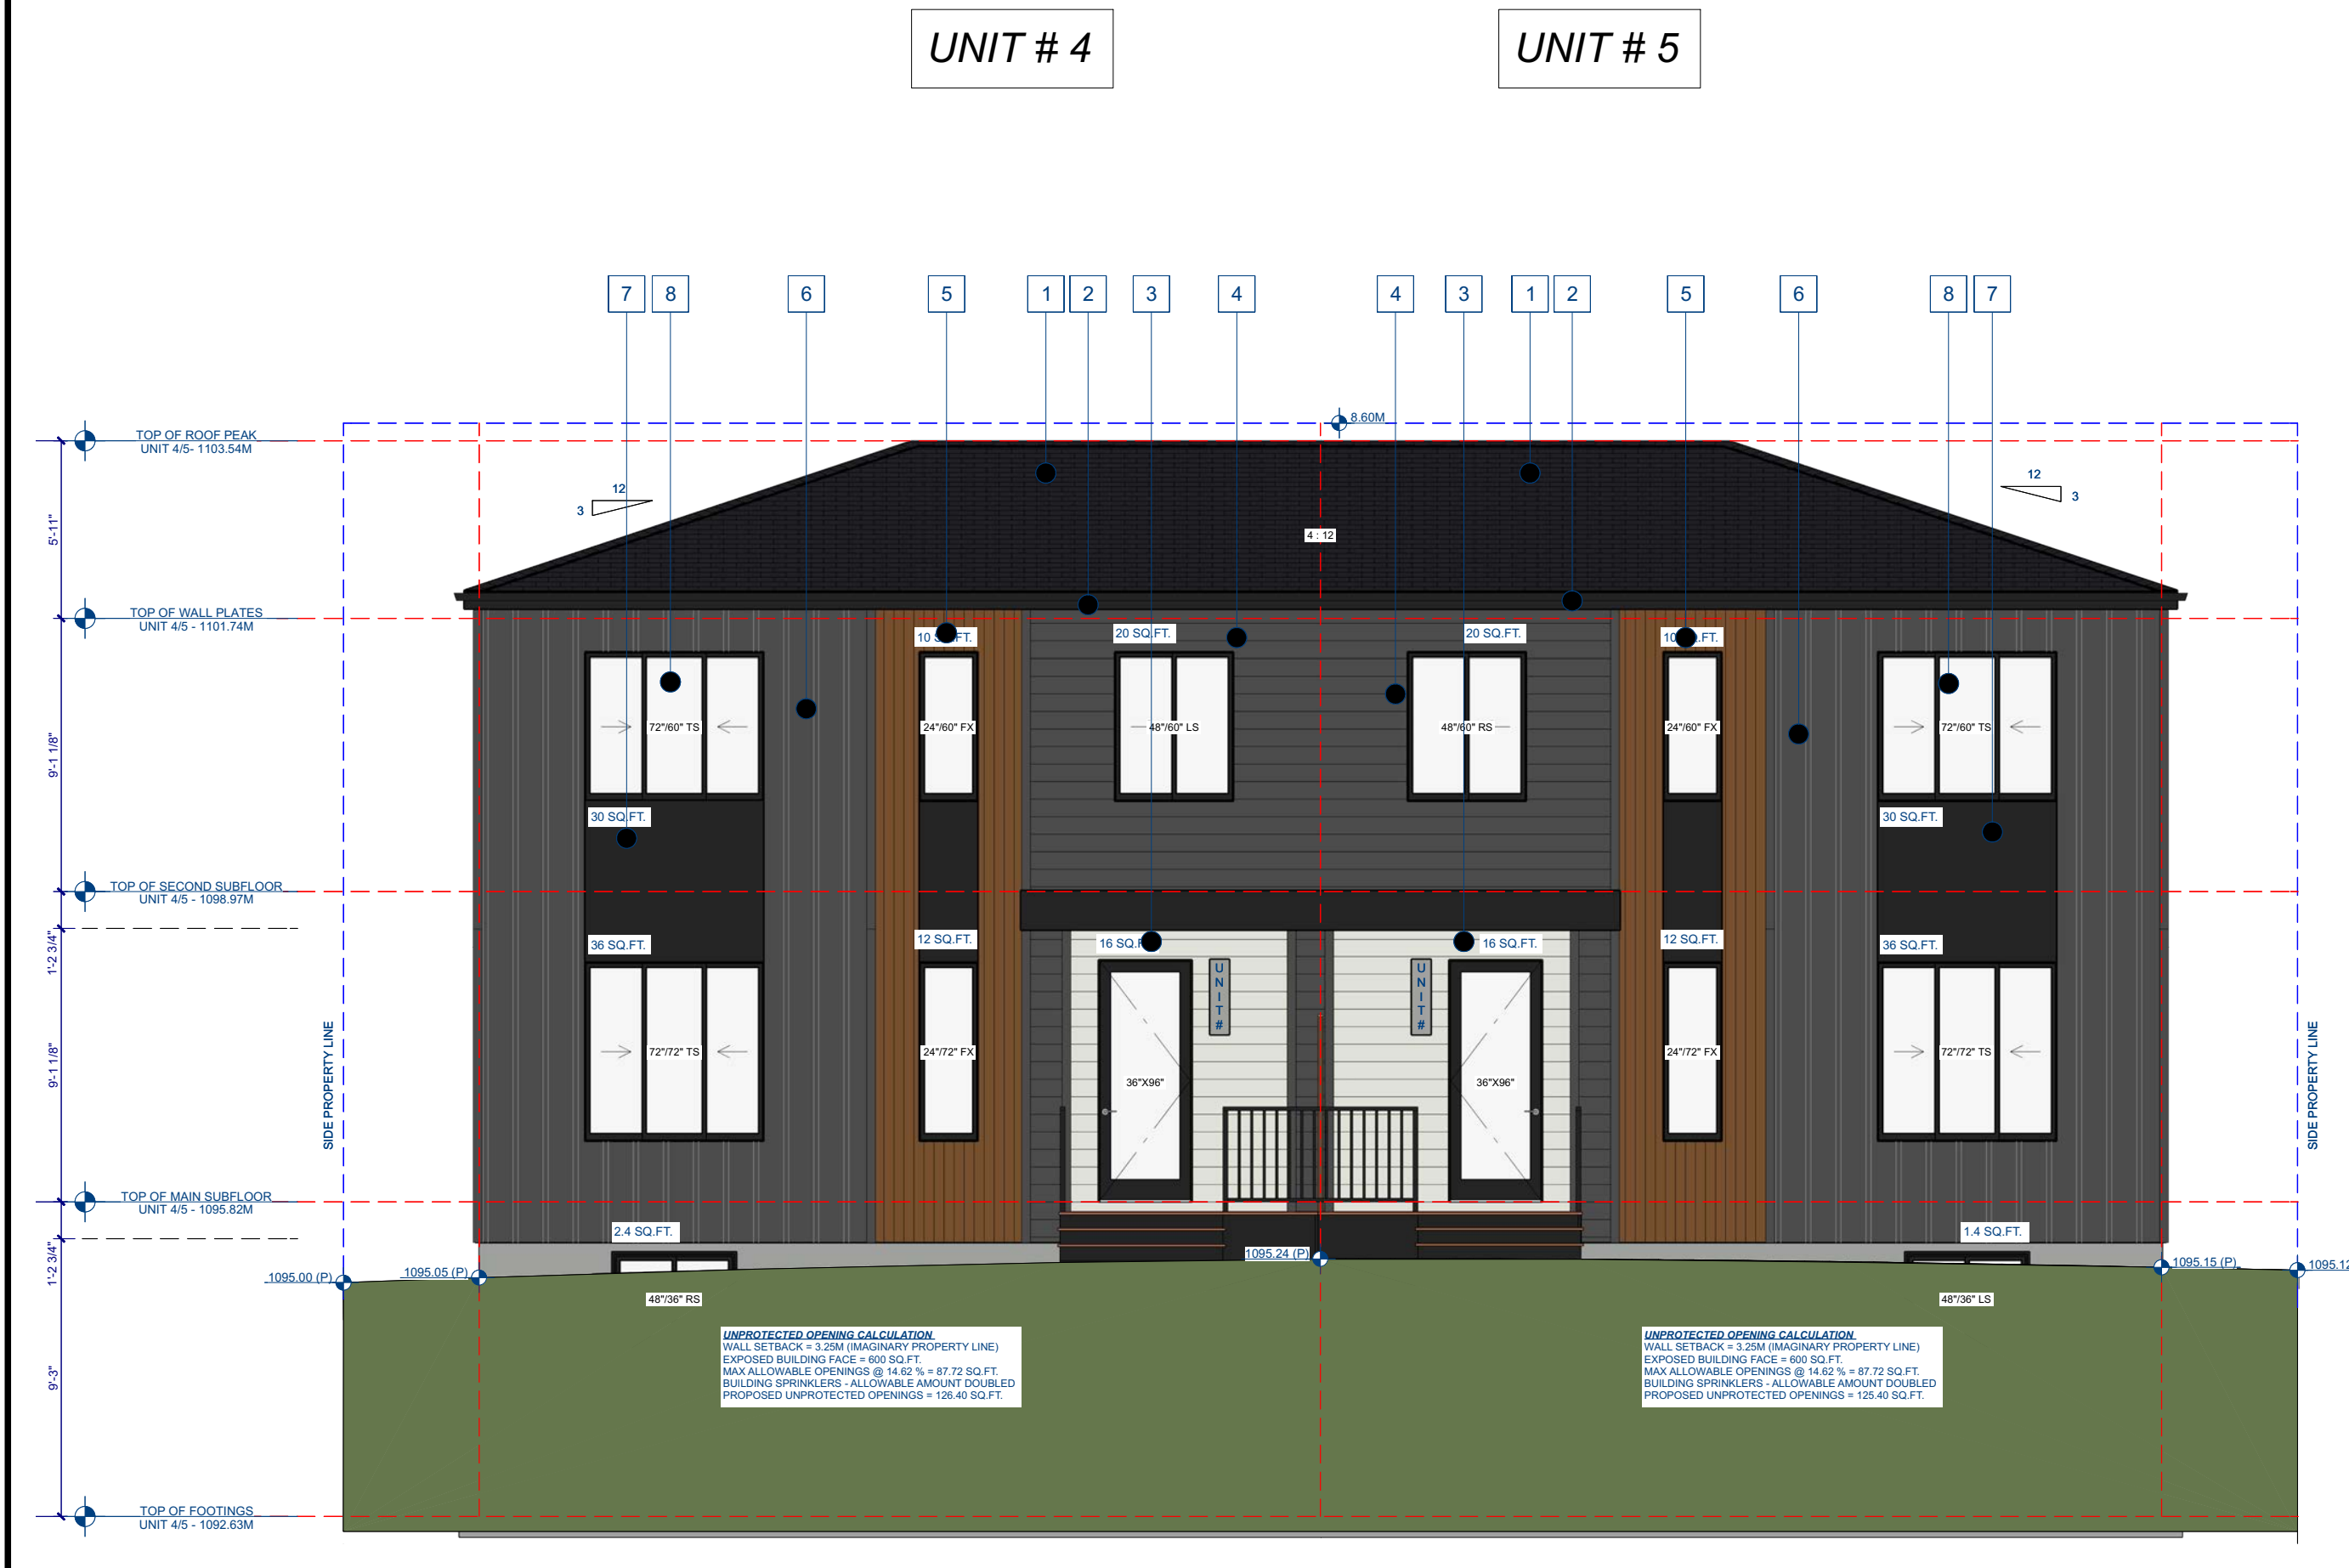 UNIT # 4
UNIT # 5
7 8 6 5 1 2 3 4 4 3 1 2 5 6 8 7
8.60M
TOP OF ROOF PEAK
UNIT 4/5- 1103.54M
12
3
12
3
5'-11"
4 : 12
TOP OF WALL PLATES
UNIT 4/5 - 1101.74M
10 SQ.FT.
20 SQ.FT.
20 SQ.FT.
10 SQ.FT.
72"/60" TS
24"/60" FX
48"/60" LS
48"/60" RS
24"/60" FX
72"/60" TS
9'-1 1/8"
30 SQ.FT.
30 SQ.FT.
TOP OF SECOND SUBFLOOR
UNIT 4/5 - 1098.97M
1'-2 3/4"
36 SQ.FT.
12 SQ.FT.
16 SQ.FT.
16 SQ.FT.
12 SQ.FT.
36 SQ.FT.
UNIT#
UNIT#
72"/72" TS
24"/72" FX
36"X96"
36"X96"
24"/72" FX
72"/72" TS
9'-1 1/8"
SIDE PROPERTY LINE
SIDE PROPERTY LINE
TOP OF MAIN SUBFLOOR
UNIT 4/5 - 1095.82M
2.4 SQ.FT.
1.4 SQ.FT.
1'-2 3/4"
1095.00 (P)
1095.05 (P)
1095.24 (P)
1095.15 (P)
1095.12
48"/36" RS
48"/36" LS
UNPROTECTED OPENING CALCULATION
WALL SETBACK = 3.25M (IMAGINARY PROPERTY LINE)
EXPOSED BUILDING FACE = 600 SQ.FT.
MAX ALLOWABLE OPENINGS @ 14.62 % = 87.72 SQ.FT.
BUILDING SPRINKLERS - ALLOWABLE AMOUNT DOUBLED
PROPOSED UNPROTECTED OPENINGS = 126.40 SQ.FT.
UNPROTECTED OPENING CALCULATION
WALL SETBACK = 3.25M (IMAGINARY PROPERTY LINE)
EXPOSED BUILDING FACE = 600 SQ.FT.
MAX ALLOWABLE OPENINGS @ 14.62 % = 87.72 SQ.FT.
BUILDING SPRINKLERS - ALLOWABLE AMOUNT DOUBLED
PROPOSED UNPROTECTED OPENINGS = 125.40 SQ.FT.
9'-3"
TOP OF FOOTINGS
UNIT 4/5 - 1092.63M